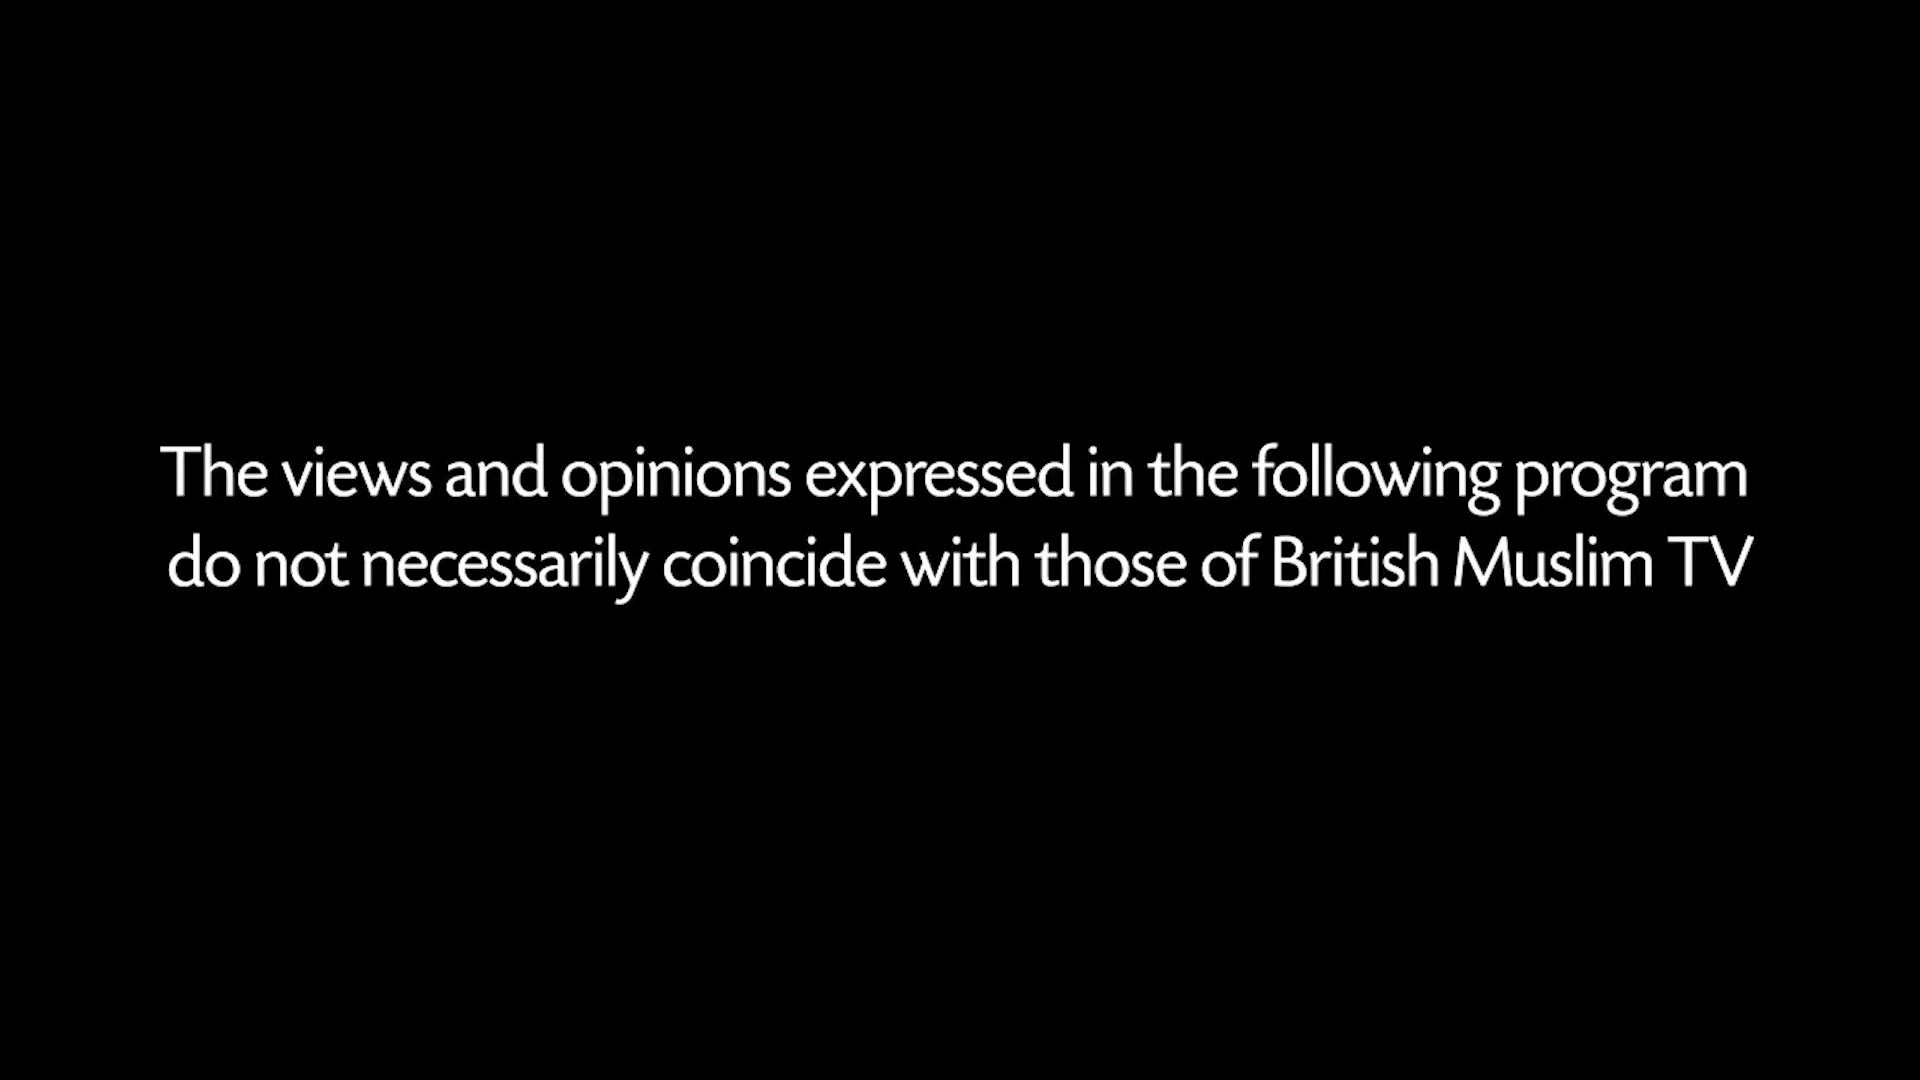 The views and opinions expressed in the following program
do not necessarily coincide with those of British Muslim TV